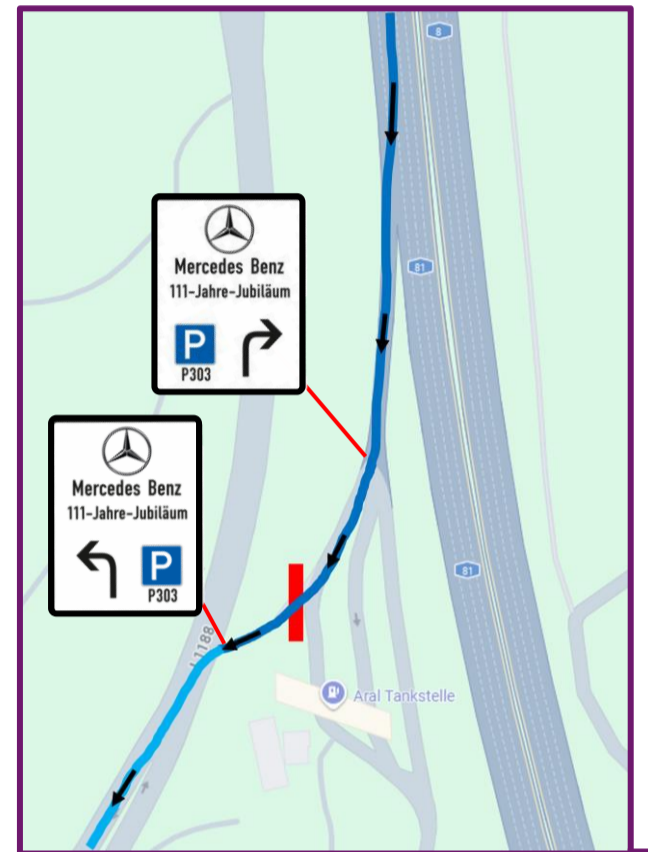 8
81
Mercedes Benz
111-Jahre-Jubiläum
P
P303
Mercedes Benz
111-Jahre-Jubiläum
P
P303
81
L1188
Aral Tankstelle